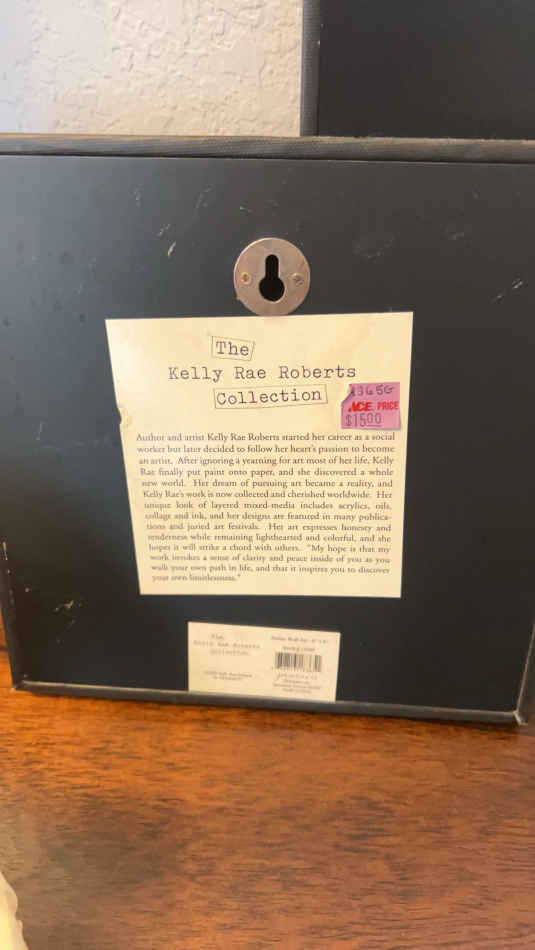 The
Kelly Rae Roberts
Collection
ACE PRICE
$1500
Author and artist Kelly Rae Roberts started her career as a social
worker but later decided to follow her heart's passion to become
an artist. After ignoring a yearning for art most of her life, Kelly
Rae finally put paint onto paper, and she discovered a whole
new world. Her dream of pursuing art became a reality, and
Kelly Rae's work is now collected and cherished worldwide. Her
unique look of layered mixed-media includes acrylics, oils,
collage and ink, and her designs are featured in many publica-
tions and juried art festivals. Her art expresses honesty and
tenderness while remaining lighthearted and colorful, and she
hopes it will strike a chord with others. "My hope is that my
work invokes a sense of clarity and peace inside of you as you
walk your own path in life, and that it inspires you to discover
your own limitlessness."
The
Kelly Rae Roberts
Collection